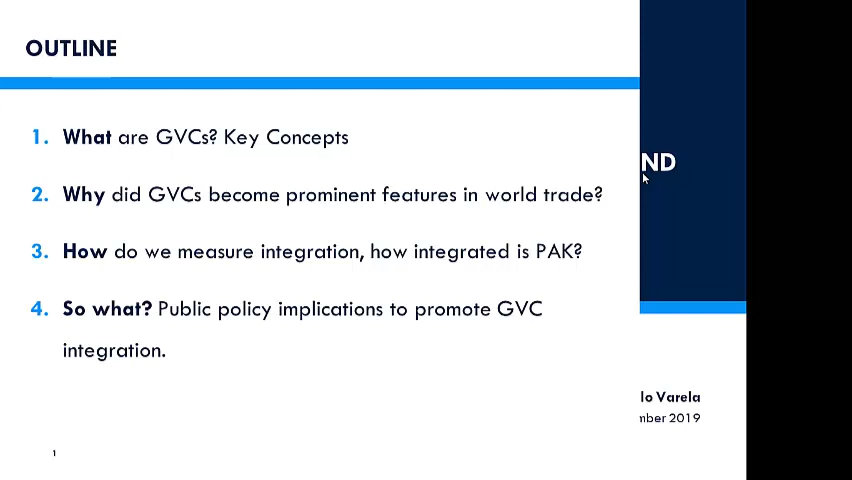 OUTLINE
1. What are GVCs? Key Concepts
2. Why did GVCs become prominent features in world trade?
3. How do we measure integration, how integrated is PAK?
4. So what? Public policy implications to promote GVC
integration.
1
ND
lo Varela
mber 2019